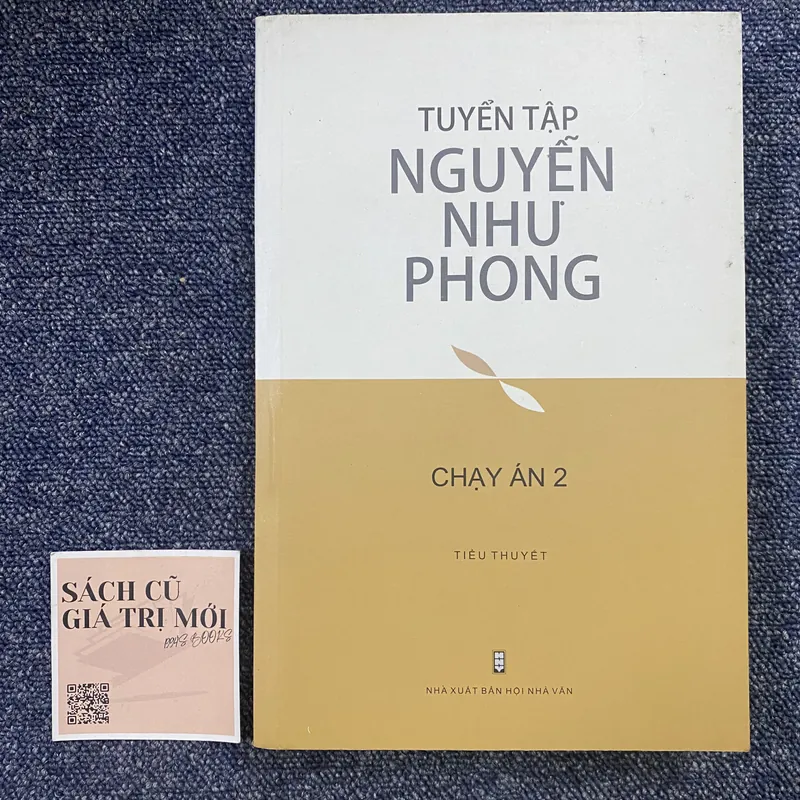 TUYỂN TẬP
NGUYỄN
NHƯ
PHONG
CHẠY ÁN 2
TIỂU THUYẾT
NHÀ XUẤT BẢN HỘI NHÀ VĂN
SÁCH CŨ
GIÁ TRỊ MỚI
BOOKS